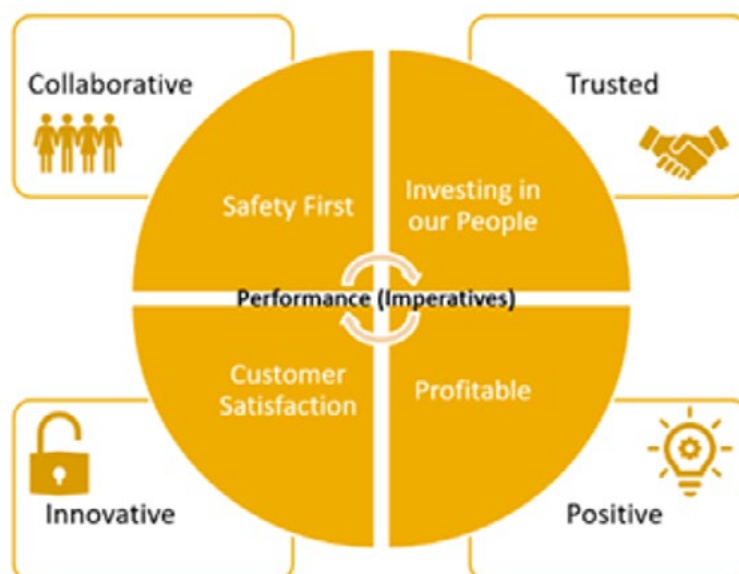 Collaborative
Trusted
Safety First
Investing in
our People
Performance (Imperatives)
Customer
Satisfaction
Profitable
Innovative
Positive